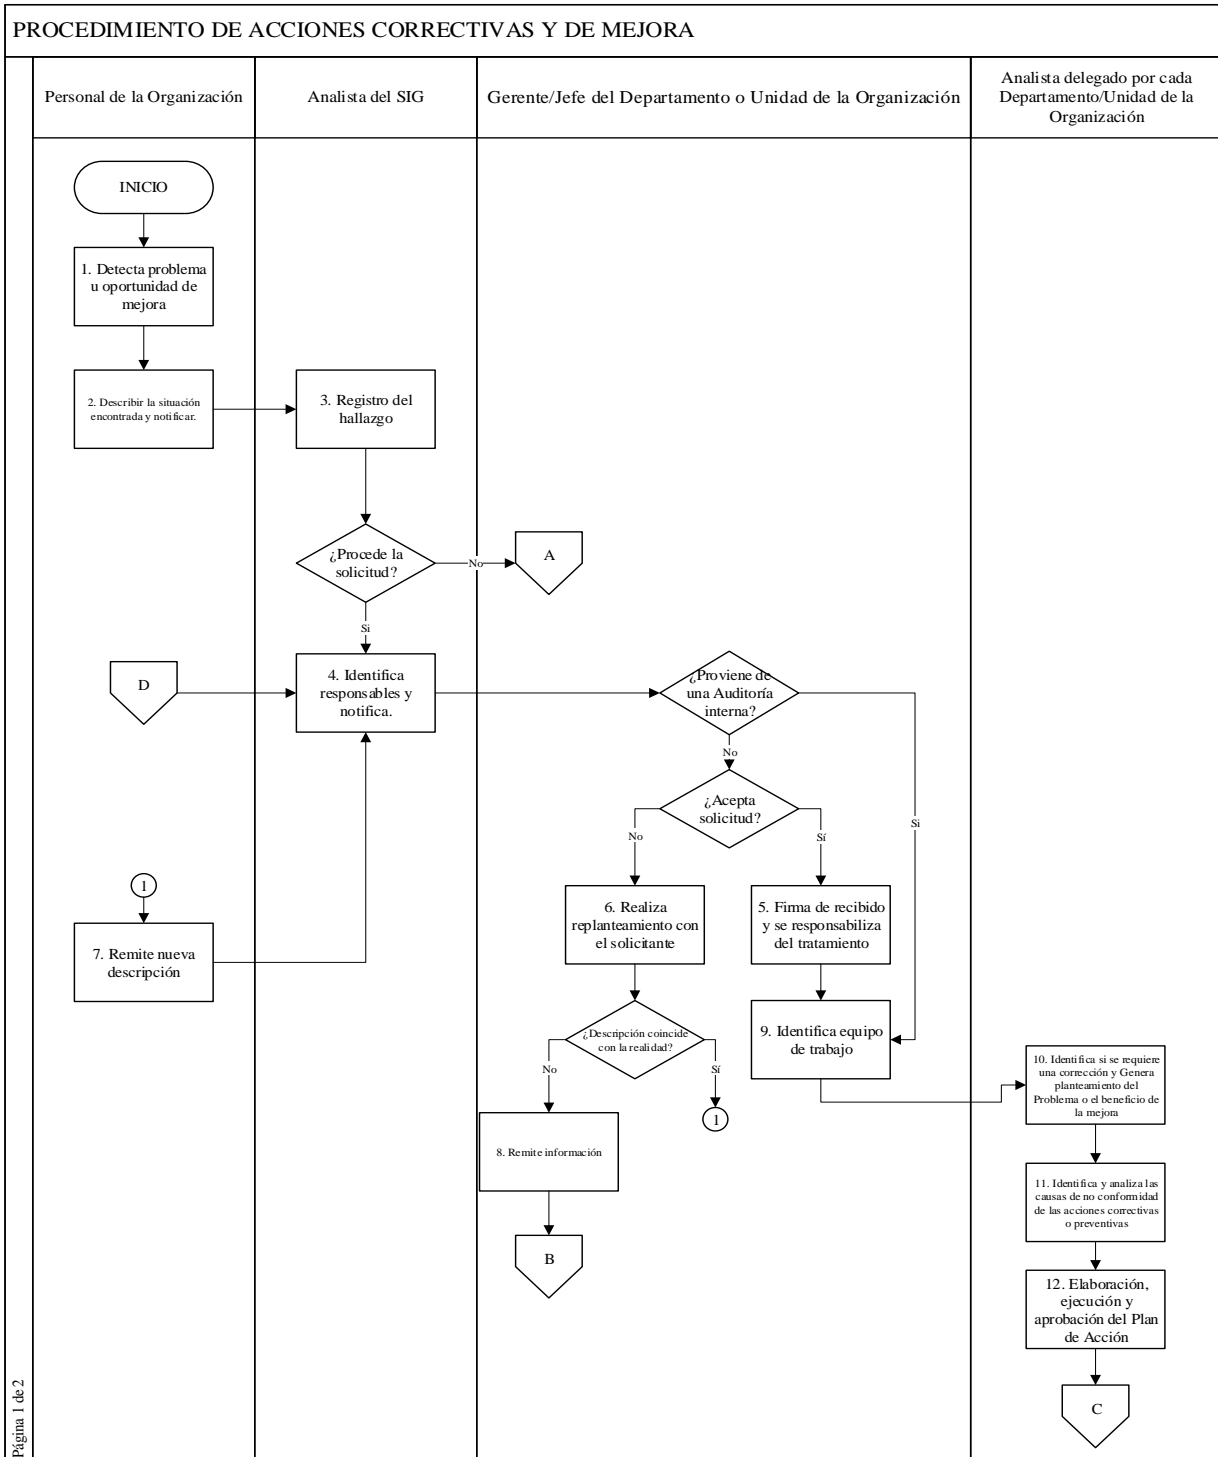 PROCEDIMIENTO DE ACCIONES CORRECTIVAS Y DE MEJORA
Personal de la Organización
Analista del SIG
Gerente/Jefe del Departamento o Unidad de la Organización
Analista delegado por cada
Departamento/Unidad de la
Organización
INICIO
1. Detecta problema
u oportunidad de
mejora
2. Describir la situación
encontrada y notificar.
3. Registro del
hallazgo
¿Procede la
solicitud?
No
A
Si
D
4. Identifica
responsables y
notifica.
¿Proviene de
una Auditoría
interna?
No
Si
¿Acepta
solicitud?
No
Sí
1
7. Remite nueva
descripción
6. Realiza
replanteamiento con
el solicitante
5. Firma de recibido
y se responsabiliza
del tratamiento
¿Descripción coincide
con la realidad?
No
Sí
1
9. Identifica equipo
de trabajo
8. Remite información
B
10. Identifica si se requiere
una corrección y Genera
planteamiento del
Problema o el beneficio de
la mejora
11. Identifica y analiza las
causas de no conformidad
de las acciones correctivas
o preventivas
12. Elaboración,
ejecución y
aprobación del Plan
de Acción
C
Página 1 de 2